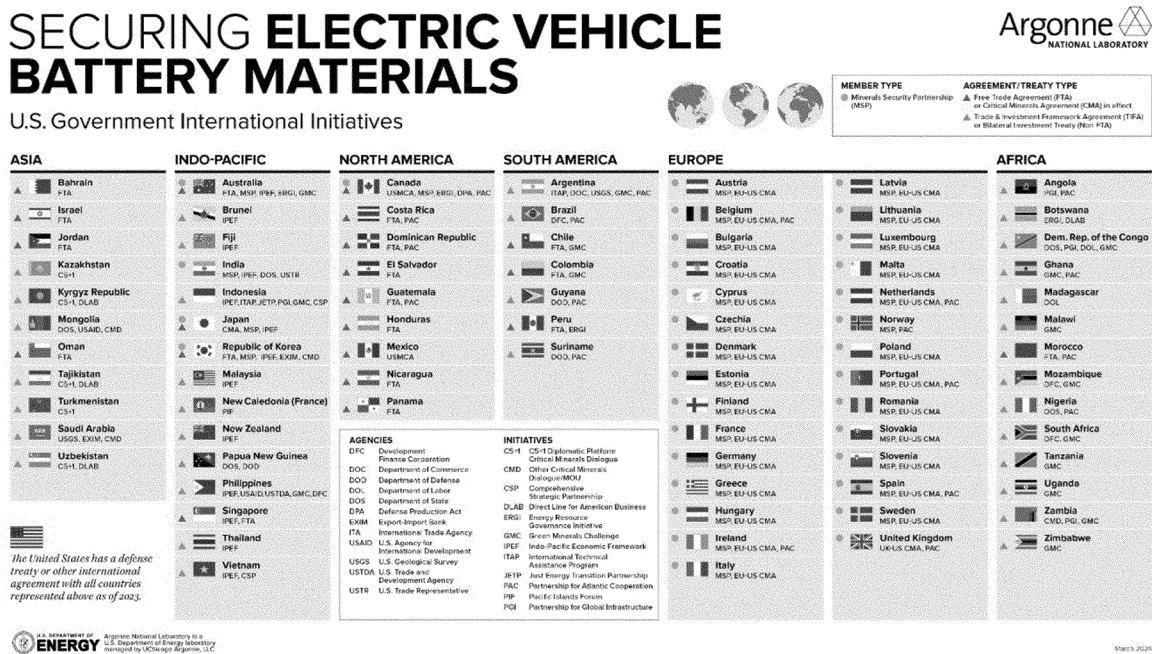 SECURING ELECTRIC VEHICLE
BATTERY MATERIALS
U.S. Government International Initiatives
Argonne
NATIONAL LABORATORY
MEMBER TYPE
Minerals Security Partnership
(MSP)
AGREEMENT/TREATY TYPE
Free Trade Agreement (FTA)
or Critical Minerals Agreement (CMA) in effect
Trade & Investment Framework Agreement (TIFA)
or Bilateral Investment Treaty (Non FTA)
ASIA
Bahrain
FTA
Israel
FTA
Jordan
FTA
Kazakhstan
C5+1
Kyrgyz Republic
C5+1, DLAB
Mongolia
DOS, USAID, CMD
Oman
FTA
Tajikistan
C5+1, DLAB
Turkmenistan
C5+1
Saudi Arabia
USGS, EXIM, CMD
Uzbekistan
C5+1, DLAB
The United States has a defense
treaty or other international
agreement with all countries
represented above as of 2023.
INDO-PACIFIC
Australia
FTA, MSP, IPEF, ERGI, GMC
Brunel
IPEF
Fiji
IPEF
India
MSP, IPEF, DOS, USTR
Indonesia
IPEF, ITAP, JETP, PGI, GMC, CSP
Japan
CMA, MSP, IPEF
Republic of Korea
FTA, MSP, IPEF, EXIM, CMD
Malaysia
IPEF
New Caledonia (France)
PIF
New Zealand
IPEF
Papua New Guinea
DOS, DOD
Philippines
IPEF, USAID, USTDA, GMC, DFC
Singapore
IPEF, FTA
Thailand
IPEF
Vietnam
IPEF, CSP
NORTH AMERICA
Canada
USMCA, MSP, ERGI, DPA, PAC
Costa Rica
FTA, PAC
Dominican Republic
FTA, PAC
El Salvador
FTA
Guatemala
FTA, PAC
Honduras
FTA
Mexico
USMCA
Nicaragua
FTA
Panama
FTA
SOUTH AMERICA
Argentina
ITAP, DOC, USGS, GMC, PAC
Brazil
DFC, PAC
Chile
FTA, GMC
Colombia
FTA, GMC
Guyana
DOD, PAC
Peru
FTA, ERGI
Suriname
DOD, PAC
AGENCIES
DFC Development
Finance Corporation
DOC Department of Commerce
DOD Department of Defense
DOL Department of Labor
DOS Department of State
DPA Defense Production Act
EXIM Export-Import Bank
ITA International Trade Agency
USAID U.S. Agency for
International Development
USGS U.S. Geological Survey
USTDA U.S. Trade and
Development Agency
USTR U.S. Trade Representative
INITIATIVES
C5+1 C5+1 Diplomatic Platform
Critical Minerals Dialogue
CMD Other Critical Minerals
Dialogue/MOU
CSP Comprehensive
Strategic Partnership
DLAB Direct Line for American Business
ERGI Energy Resource
Governance Initiative
GMC Green Minerals Challenge
IPEF Indo-Pacific Economic Framework
ITAP International Technical
Assistance Program
JETP Just Energy Transition Partnership
PAC Partnership for Atlantic Cooperation
PIF Pacific Islands Forum
PGI Partnership for Global Infrastructure
EUROPE
Austria
MSP, EU-US CMA
Belgium
MSP, EU-US CMA, PAC
Bulgaria
MSP, EU-US CMA
Croatia
MSP, EU-US CMA
Cyprus
MSP, EU-US CMA
Czechia
MSP, EU-US CMA
Denmark
MSP, EU-US CMA
Estonia
MSP, EU-US CMA
Finland
MSP, EU-US CMA
France
MSP, EU-US CMA
Germany
MSP, EU-US CMA
Greece
MSP, EU-US CMA
Hungary
MSP, EU-US CMA
Ireland
MSP, EU-US CMA, PAC
Italy
MSP, EU-US CMA
Latvia
MSP, EU-US CMA
Lithuania
MSP, EU-US CMA
Luxembourg
MSP, EU-US CMA
Malta
MSP, EU-US CMA
Netherlands
MSP, EU-US CMA, PAC
Norway
MSP, PAC
Poland
MSP, EU-US CMA
Portugal
MSP, EU-US CMA, PAC
Romania
MSP, EU-US CMA
Slovakia
MSP, EU-US CMA
Slovenia
MSP, EU-US CMA
Spain
MSP, EU-US CMA, PAC
Sweden
MSP, EU-US CMA
United Kingdom
UK-US CMA, PAC
AFRICA
Angola
PGI, PAC
Botswana
ERGI, DLAB
Dem. Rep. of the Congo
DOS, PGI, DOL, GMC
Ghana
GMC, PAC
Madagascar
DOL
Malawi
GMC
Morocco
FTA, PAC
Mozambique
DFC, GMC
Nigeria
DOS, PAC
South Africa
DFC, GMC
Tanzania
GMC
Uganda
GMC
Zambia
CMD, PGI, GMC
Zimbabwe
GMC
U.S. DEPARTMENT OF
ENERGY
Argonne National Laboratory is a
U.S. Department of Energy laboratory
managed by UChicago Argonne, LLC.
March 2024